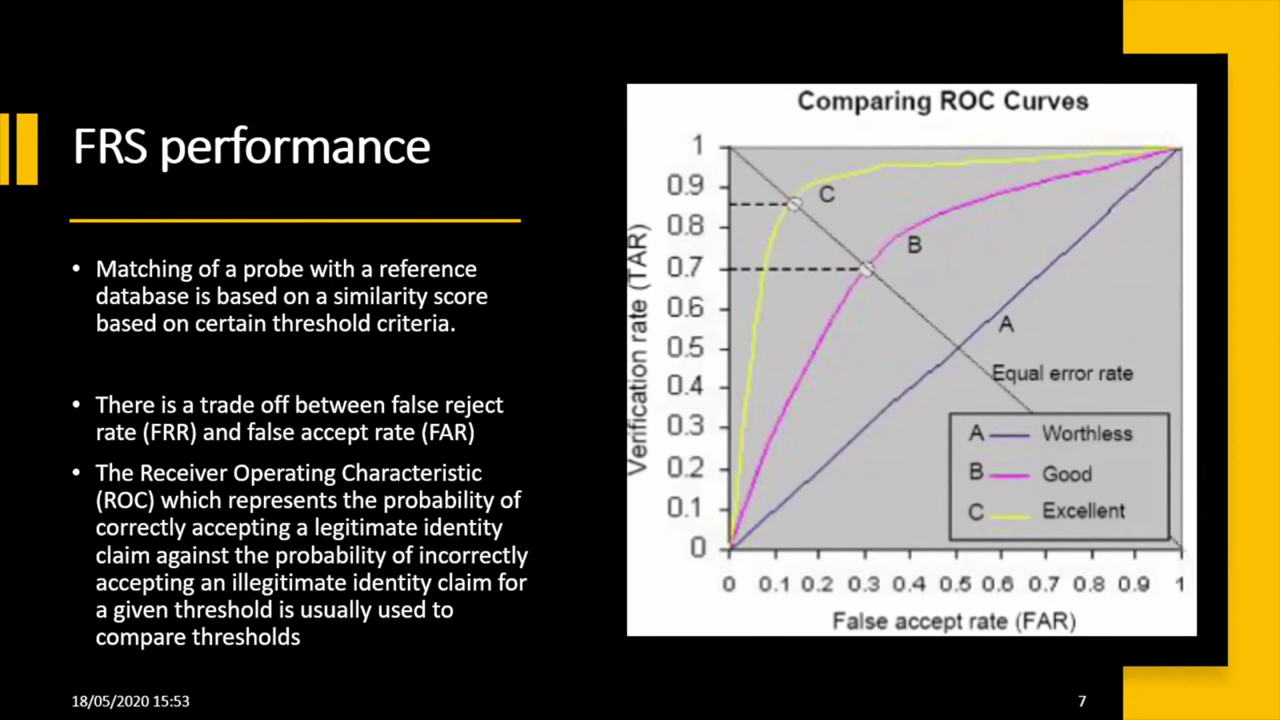 FRS performance
• Matching of a probe with a reference
database is based on a similarity score
based on certain threshold criteria.
• There is a trade off between false reject
rate (FRR) and false accept rate (FAR)
• The Receiver Operating Characteristic
(ROC) which represents the probability of
correctly accepting a legitimate identity
claim against the probability of incorrectly
accepting an illegitimate identity claim for
a given threshold is usually used to
compare thresholds
Comparing ROC Curves
Verification rate (TAR)
1
0.9
0.8
0.7
0.6
0.5
0.4
0.3
0.2
0.1
0
C
B
A
Equal error rate
A Worthless
B Good
C Excellent
0 0.1 0.2 0.3 0.4 0.5 0.6 0.7 0.8 0.9 1
False accept rate (FAR)
18/05/2020 15:53
7